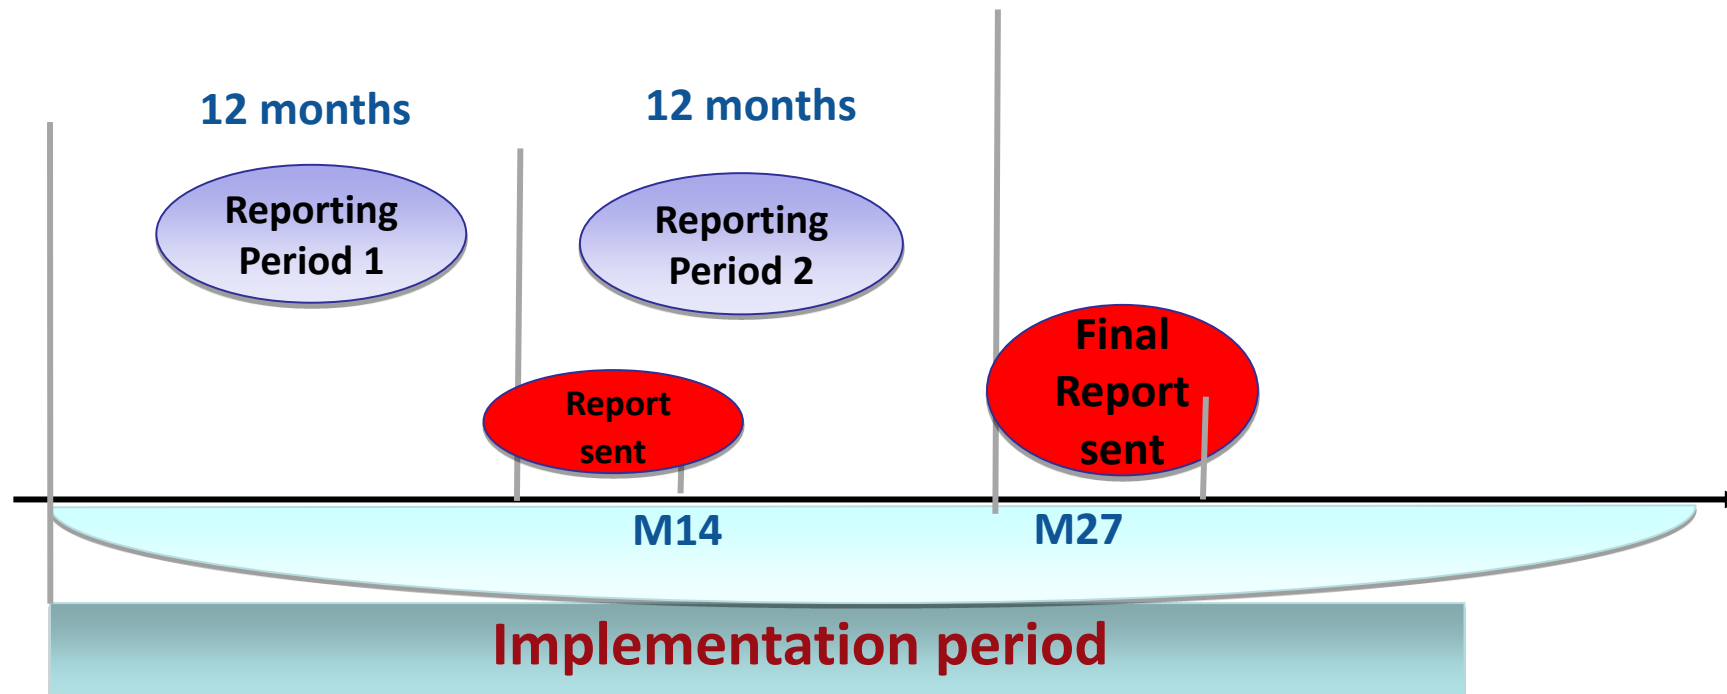 12 months
12 months
Reporting
Period 1
Reporting
Period 2
Final
Report
sent
Report
sent
M14
M27
Implementation period